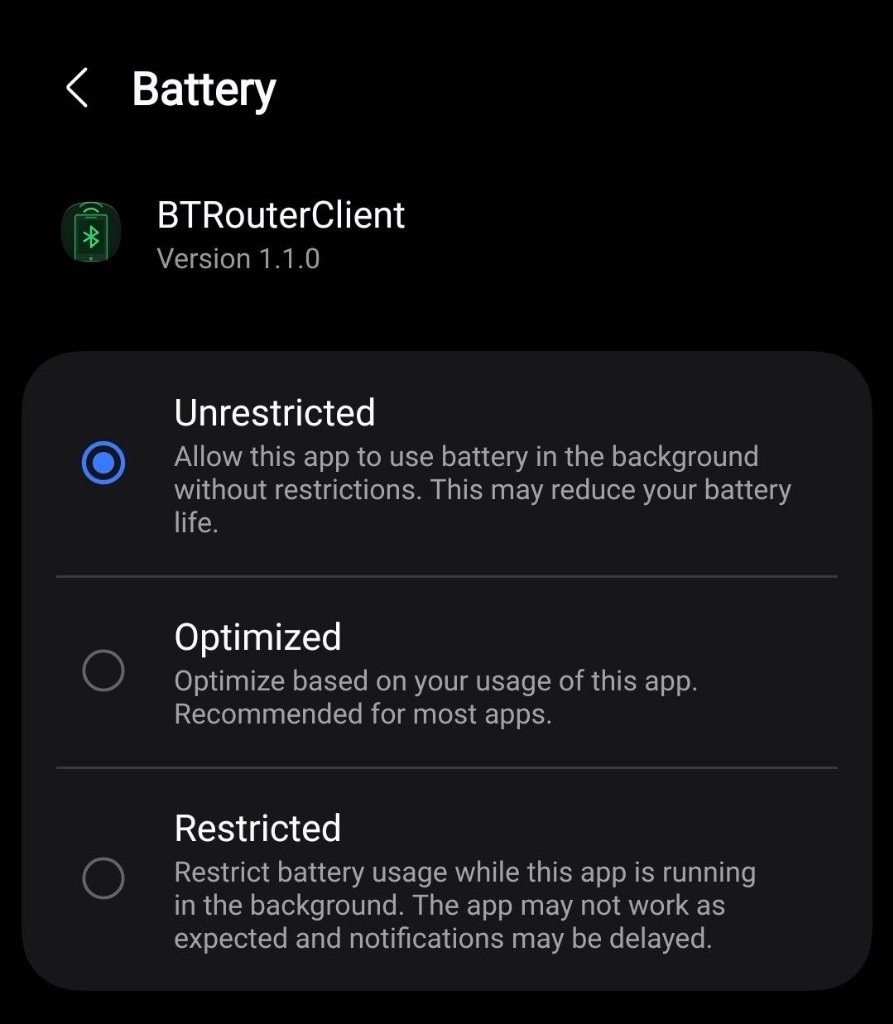 Battery
BTRouterClient
Version 1.1.0
Unrestricted
Allow this app to use battery in the background
without restrictions. This may reduce your battery
life.
Optimized
Optimize based on your usage of this app.
Recommended for most apps.
Restricted
Restrict battery usage while this app is running
in the background. The app may not work as
expected and notifications may be delayed.